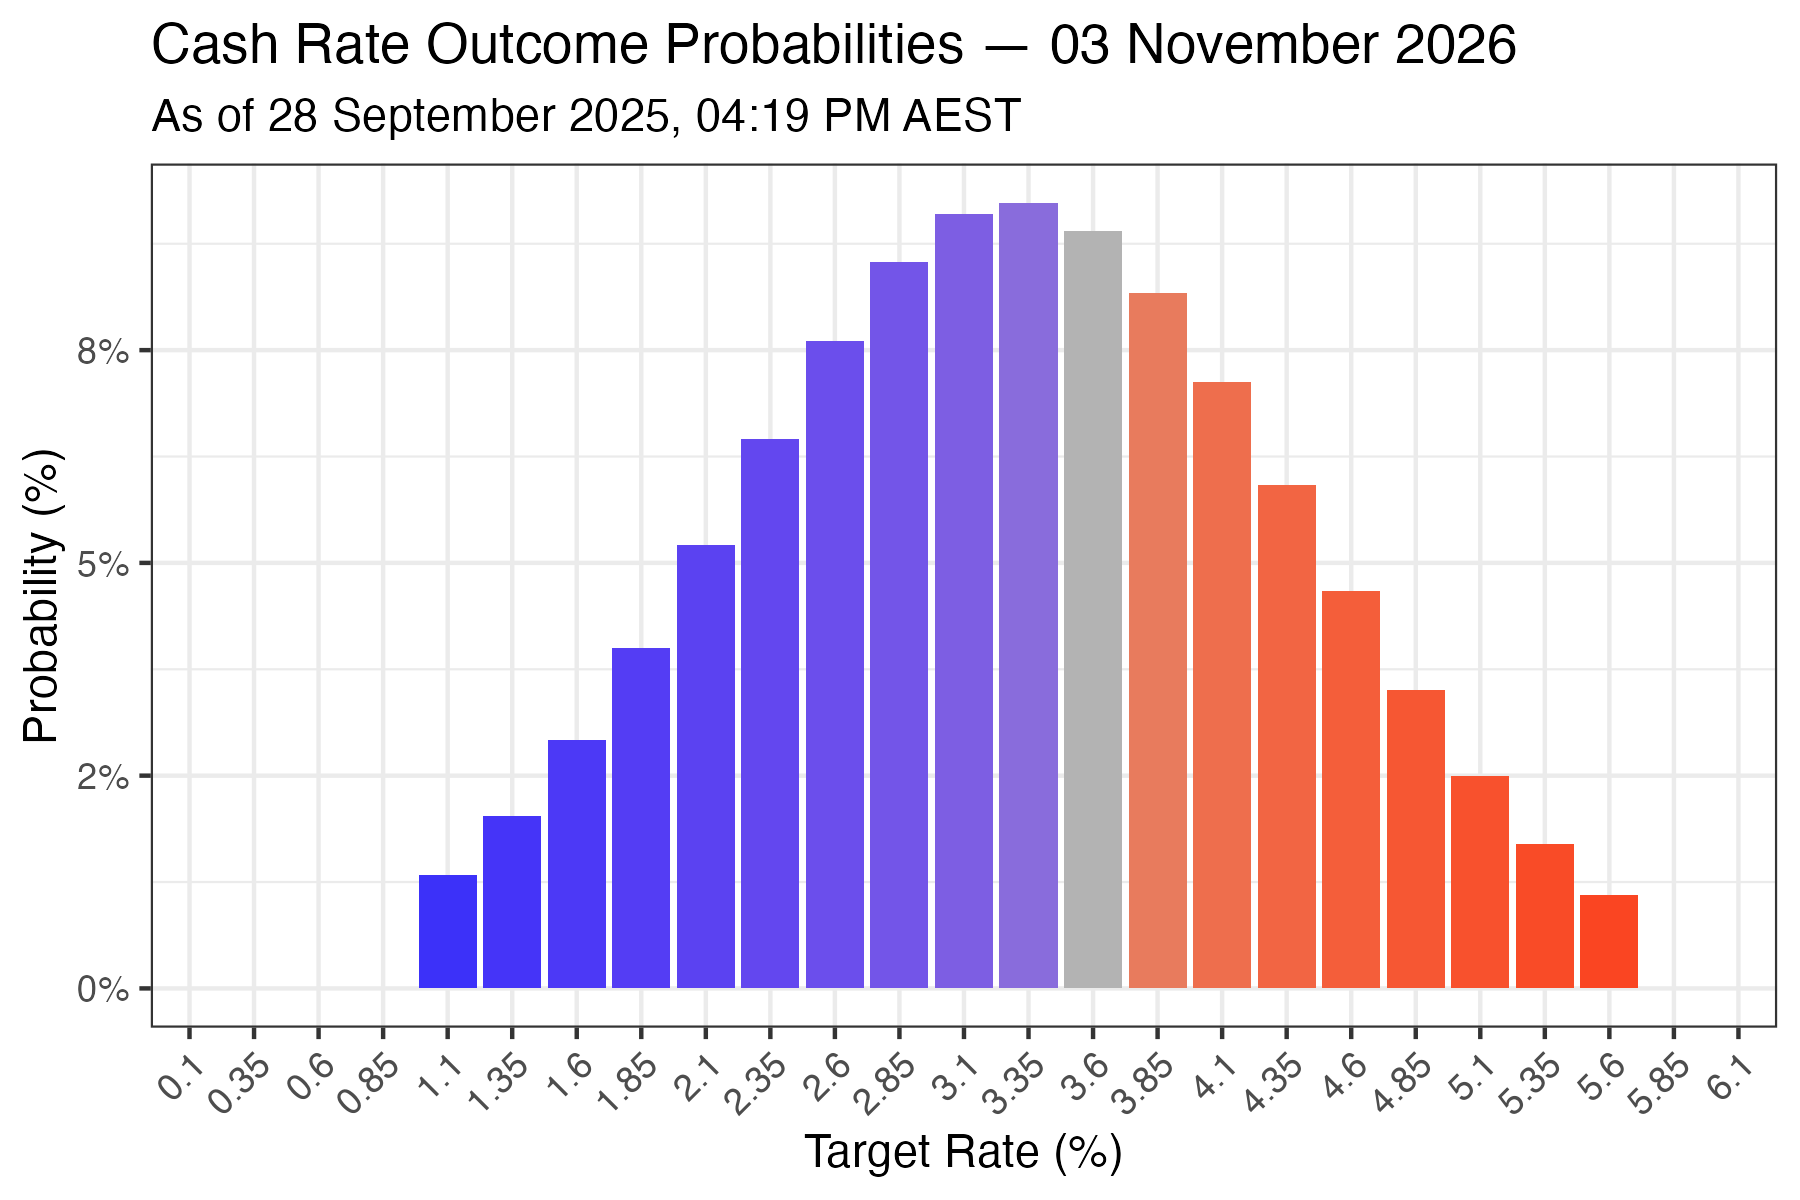 Cash Rate Outcome Probabilities — 03 November 2026
As of 28 September 2025, 04:19 PM AEST
Probability (%)
8%
5%
2%
0%
0.1 0.35 0.6 0.85 1.1 1.35 1.6 1.85 2.1 2.35 2.6 2.85 3.1 3.35 3.6 3.85 4.1 4.35 4.6 4.85 5.1 5.35 5.6 5.85 6.1
Target Rate (%)